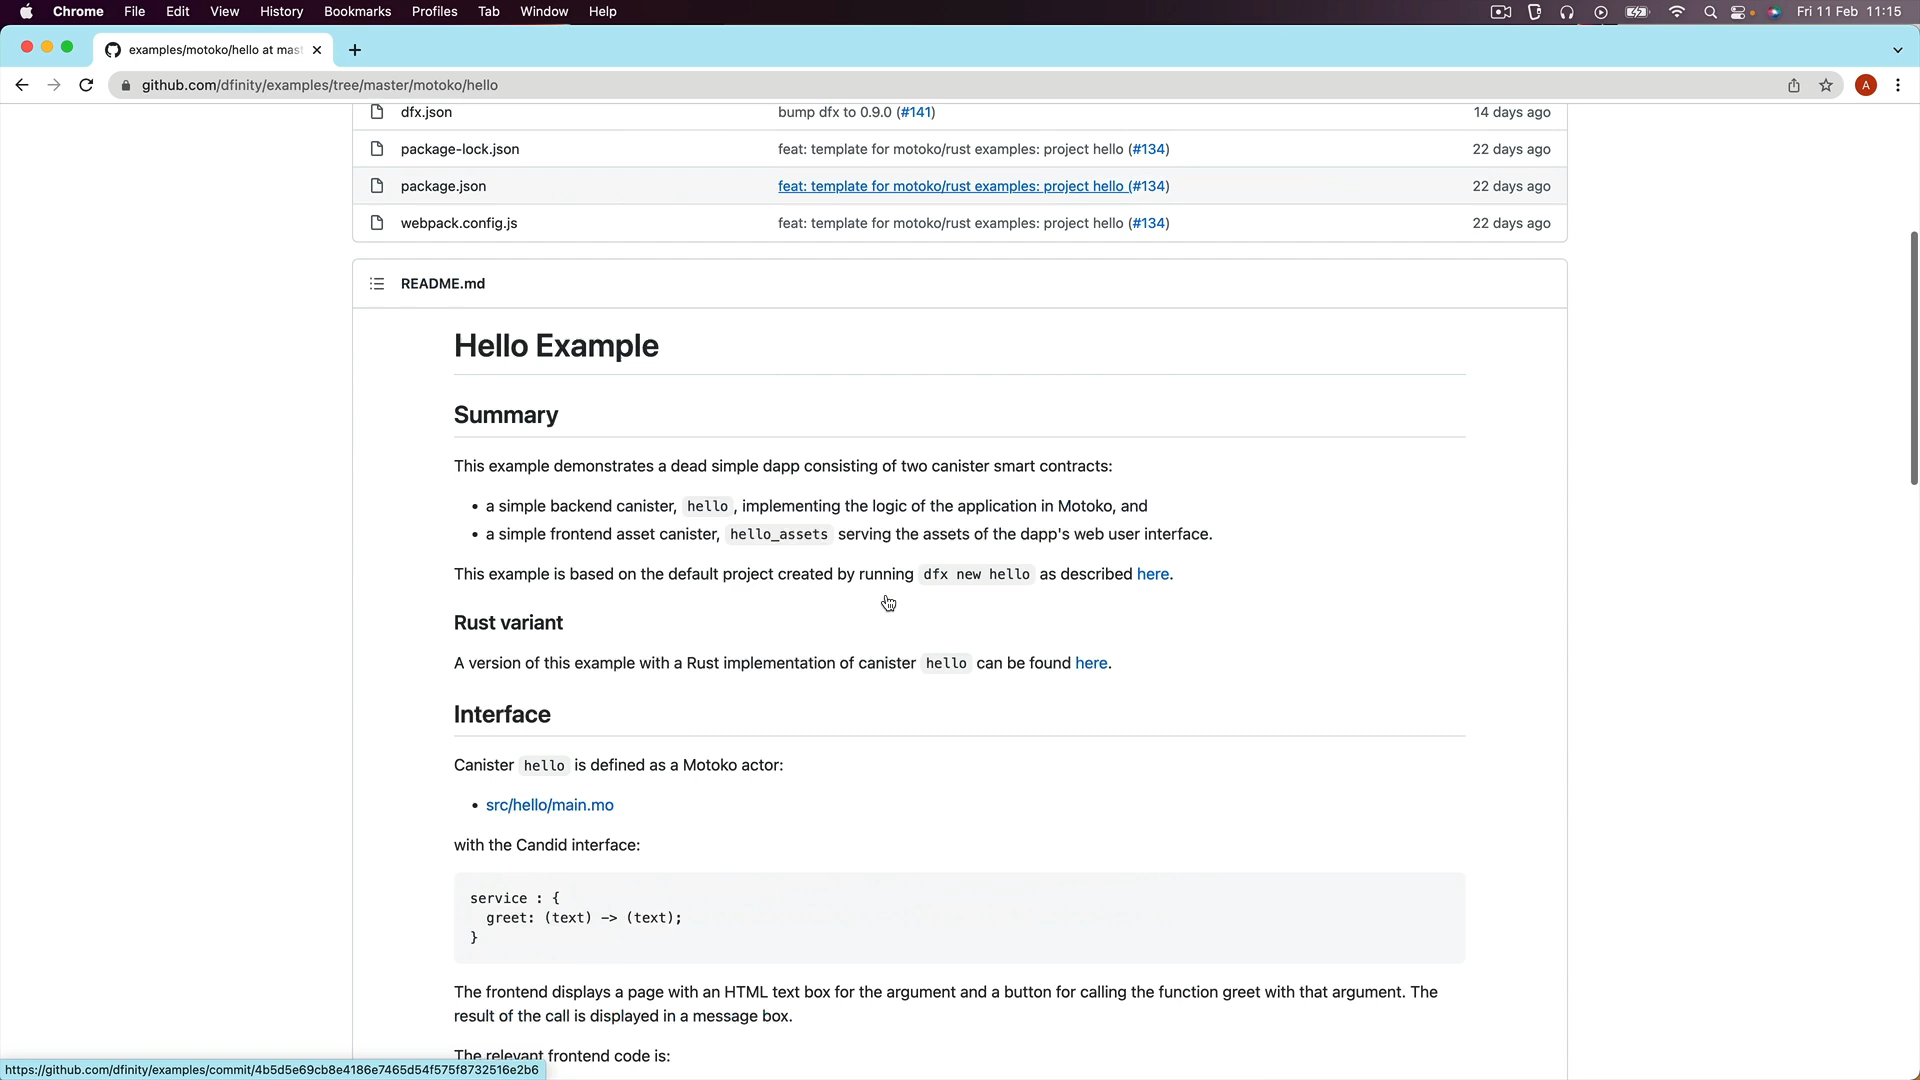 Chrome File Edit View History Bookmarks Profiles Tab Window Help Fri 11 Feb 11:15
examples/motoko/hello at mast
github.com/dfinity/examples/tree/master/motoko/hello A
dfx.json bump dfx to 0.9.0 (#141) 14 days ago
package-lock.json feat: template for motoko/rust examples: project hello (#134) 22 days ago
package.json feat: template for motoko/rust examples: project hello (#134) 22 days ago
webpack.config.js feat: template for motoko/rust examples: project hello (#134) 22 days ago
README.md
Hello Example
Summary
This example demonstrates a dead simple dapp consisting of two canister smart contracts:
• a simple backend canister, hello, implementing the logic of the application in Motoko, and
• a simple frontend asset canister, hello_assets serving the assets of the dapp's web user interface.
This example is based on the default project created by running dfx new hello as described here.
Rust variant
A version of this example with a Rust implementation of canister hello can be found here.
Interface
Canister hello is defined as a Motoko actor:
• src/hello/main.mo
with the Candid interface:
service : {
greet: (text) -> (text);
}
The frontend displays a page with an HTML text box for the argument and a button for calling the function greet with that argument. The
result of the call is displayed in a message box.
The relevant frontend code is:
https://github.com/dfinity/examples/commit/4b5d5e69cb8e4186e7465d54f575f8732516e2b6